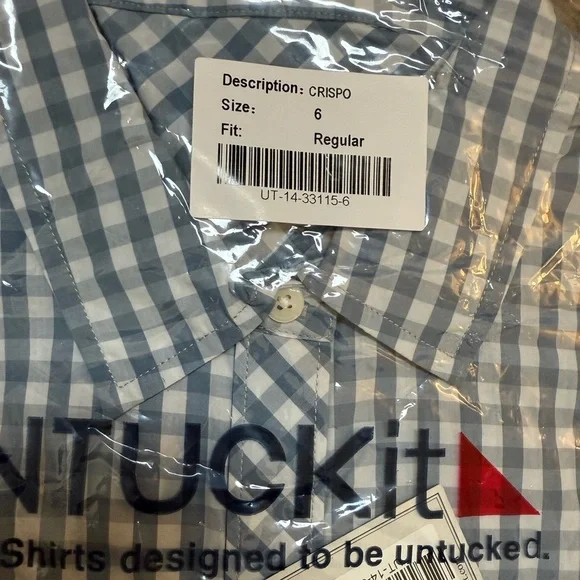 Description: CRISPO
Size: 6
Fit: Regular
UT-14-33115-6
NTUCKit
Shirts designed to be untucked.